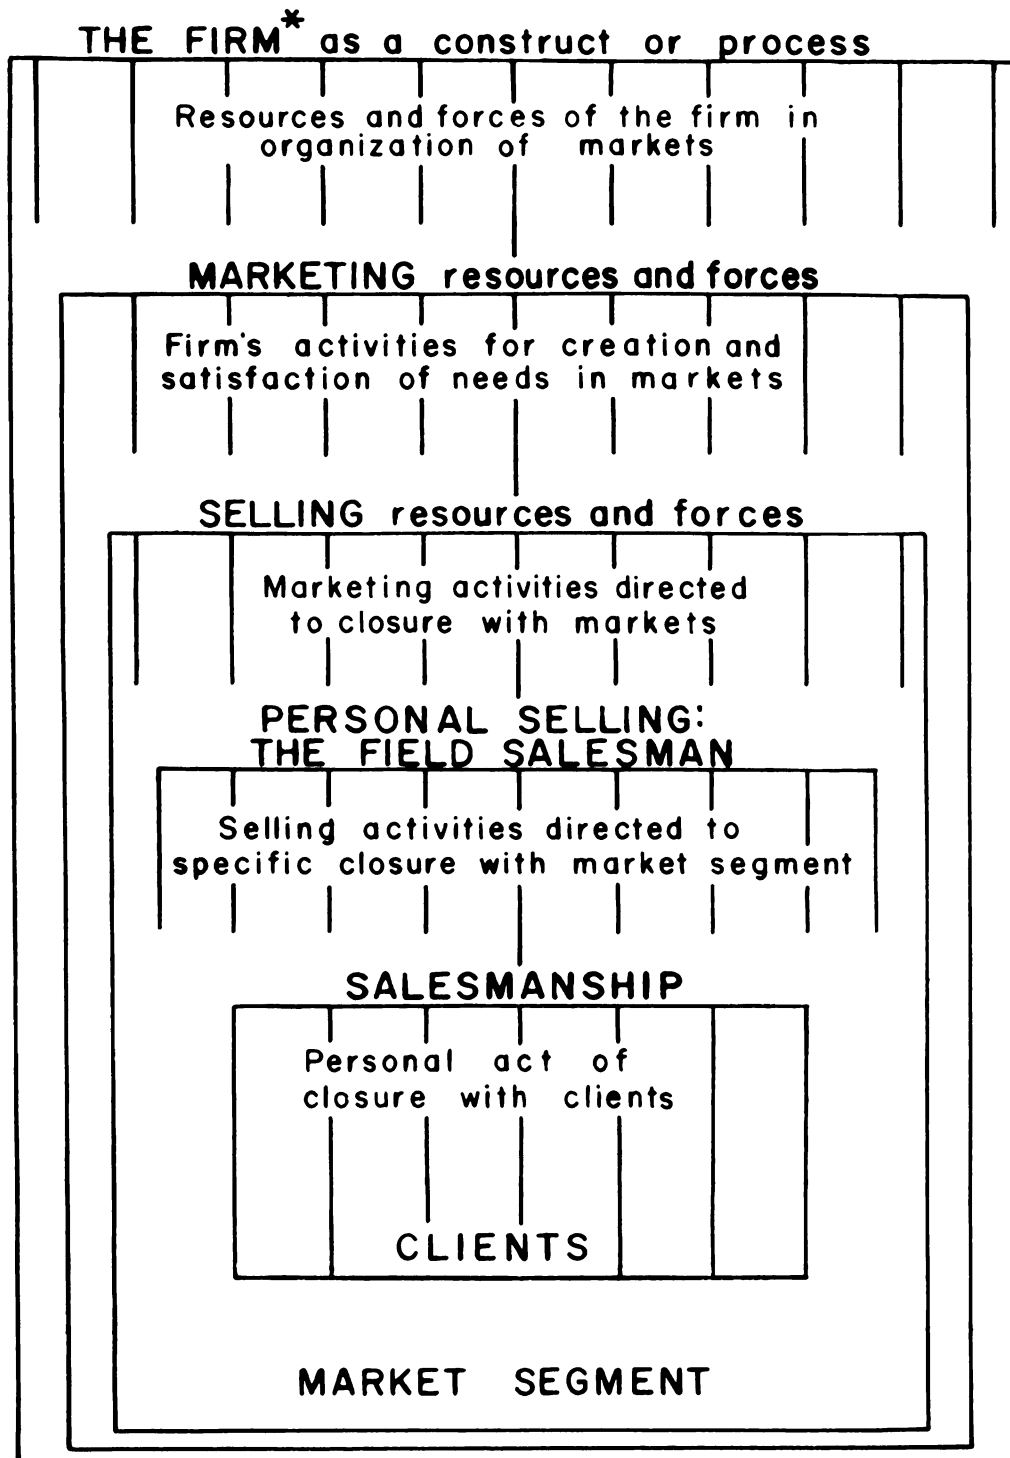 THE FIRM* as a construct or process
Resources and forces of the firm in
organization of markets
MARKETING resources and forces
Firm's activities for creation and
satisfaction of needs in markets
SELLING resources and forces
Marketing activities directed
to closure with markets
PERSONAL SELLING:
THE FIELD SALESMAN
Selling activities directed to
specific closure with market segment
SALESMANSHIP
Personal act of
closure with clients
CLIENTS
MARKET SEGMENT